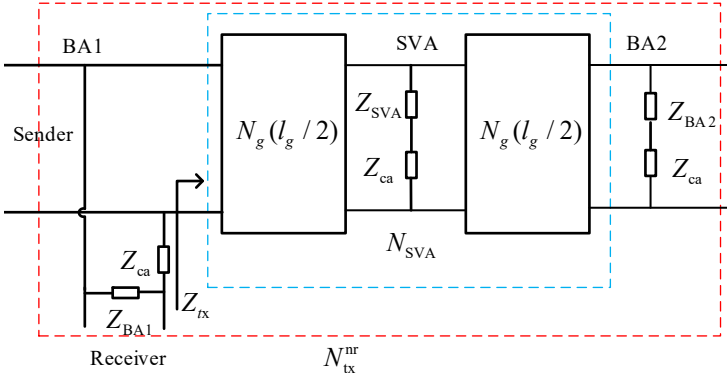 BA1
SVA
BA2
Sender
N_g(l_g/2)
Z_SVA
Z_ca
N_g(l_g/2)
Z_BA2
Z_ca
N_SVA
Z_ca
Z_BA1
Z_tx
Receiver
N_tx^nr